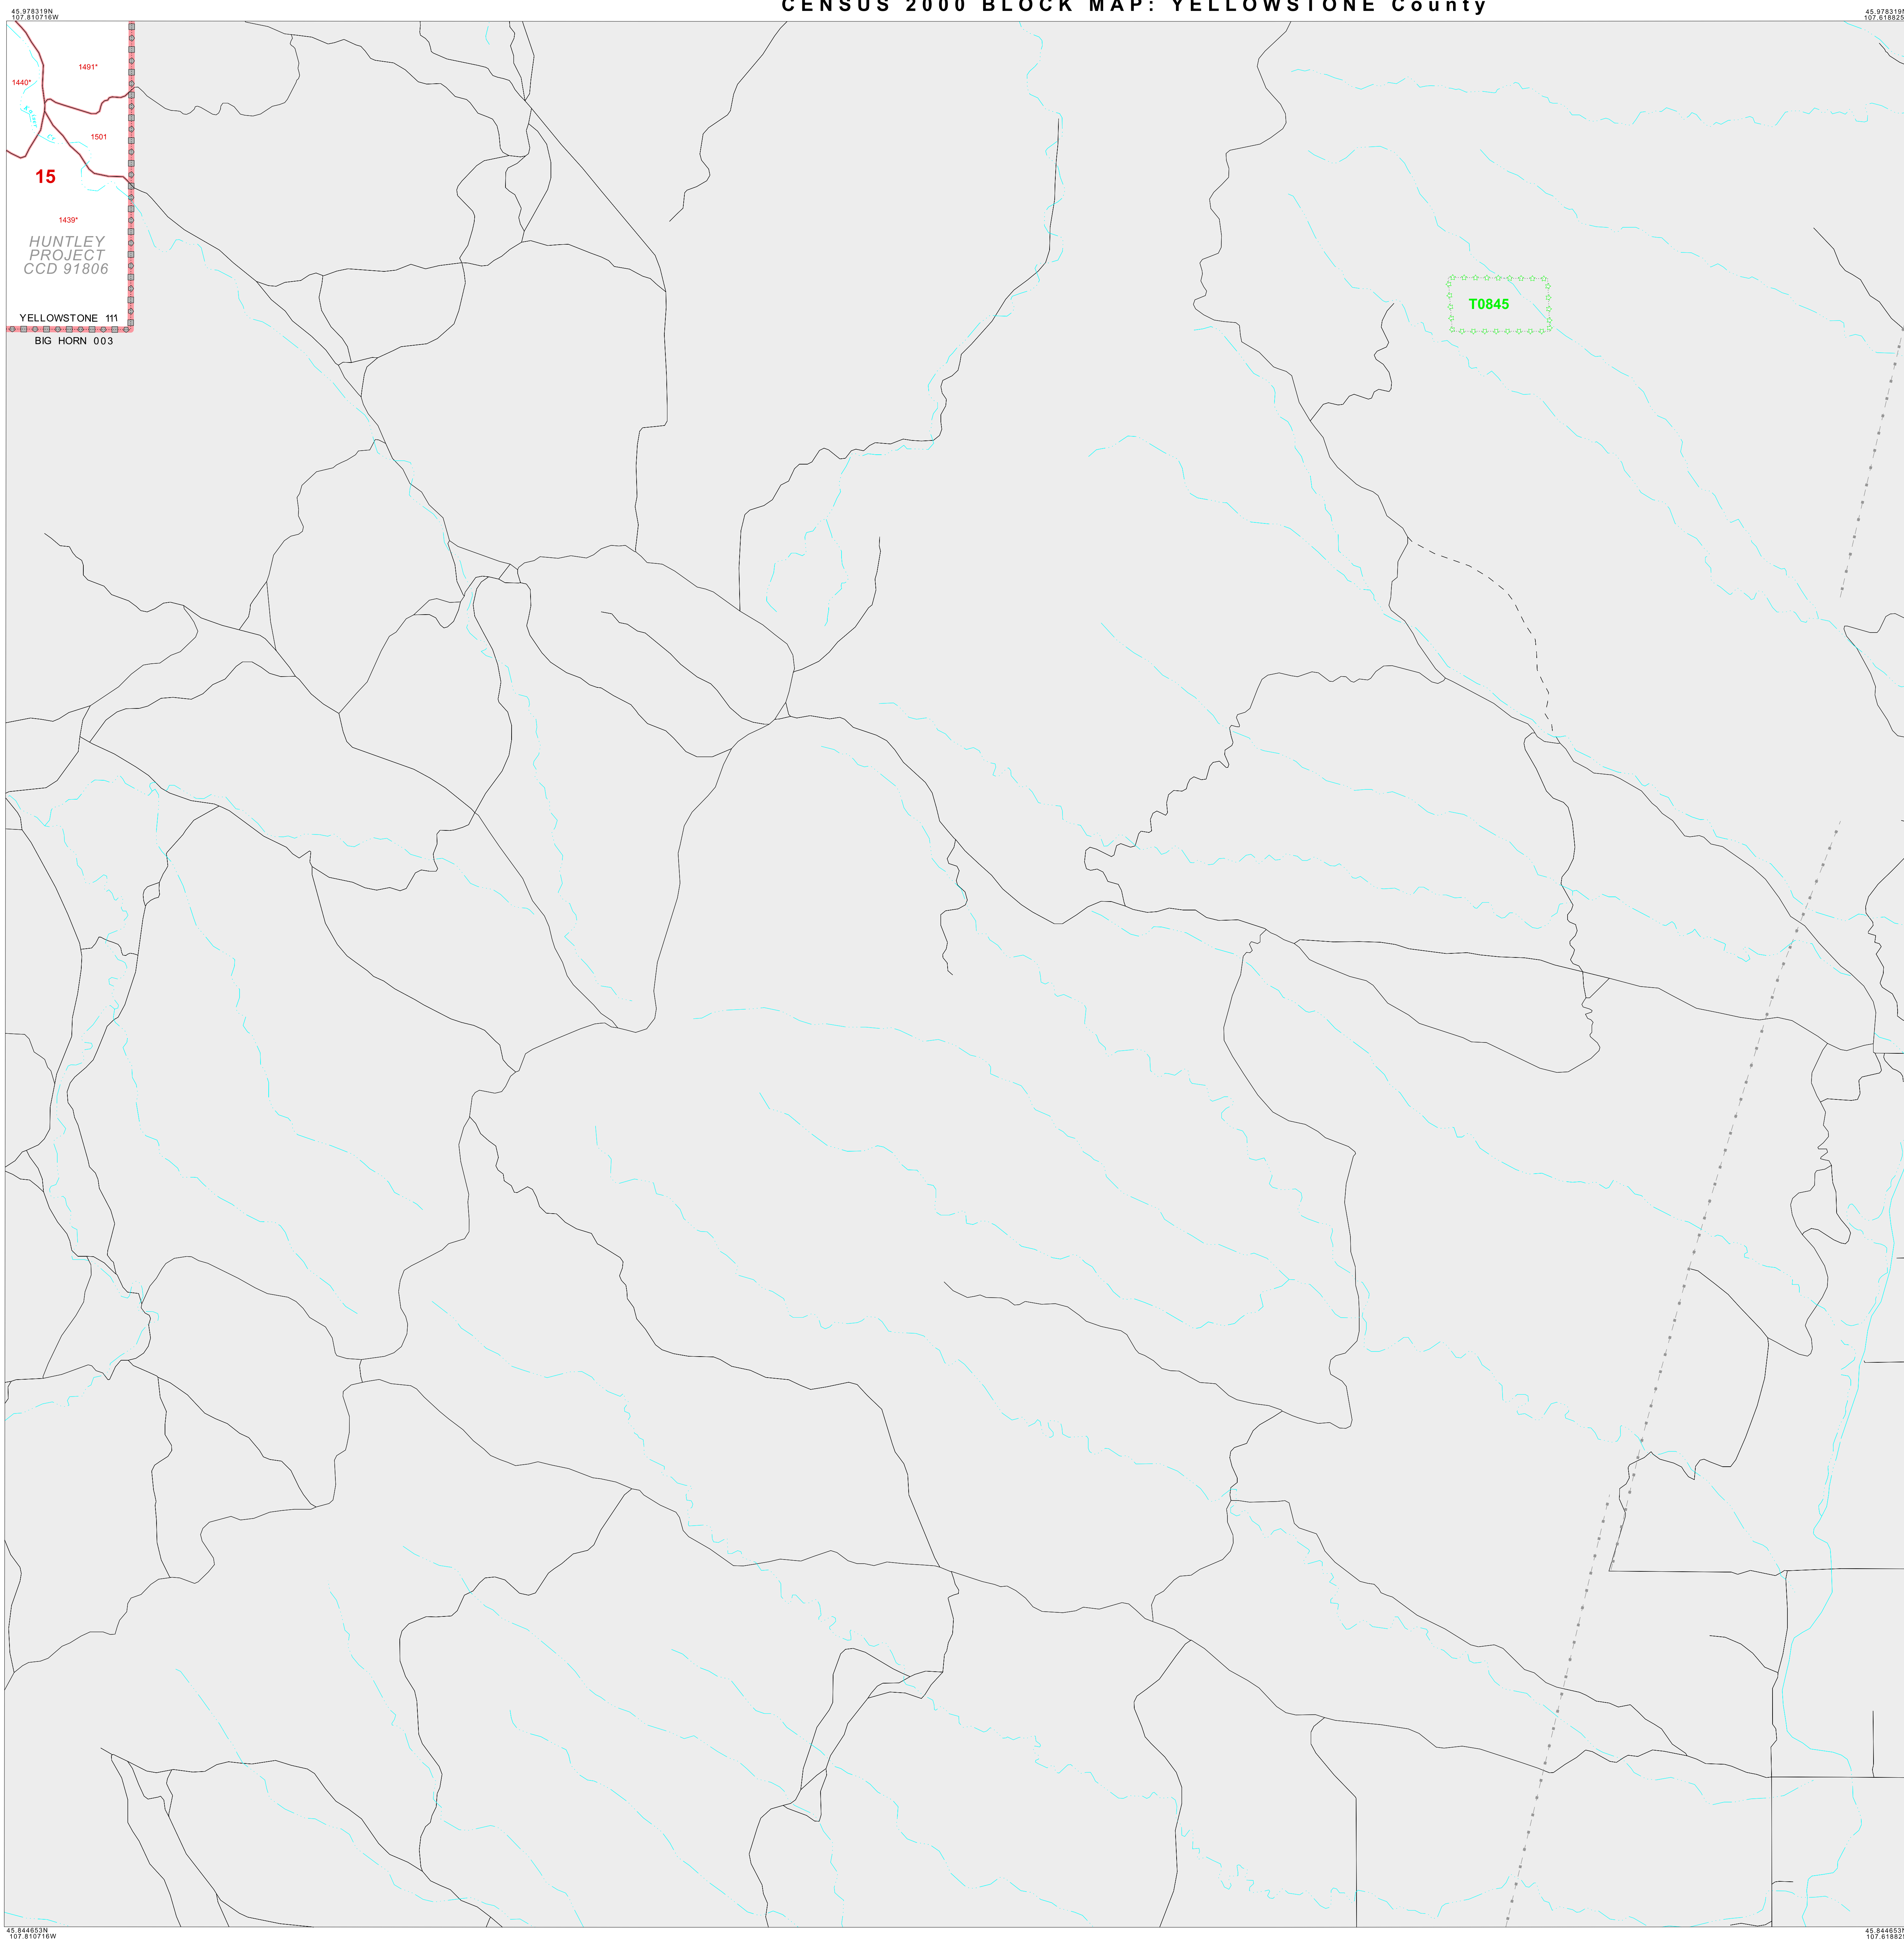 CENSUS 2000 BLOCK MAP: YELLOWSTONE County
45.978319N
107.810716W
45.978319N
107.618825
1491*
1440*
1501
15
1439*
HUNTLEY
PROJECT
CCD 91806
YELLOWSTONE 111
BIG HORN 003
T0845
45.844653N
107.810716W
45.844653N
107.618825